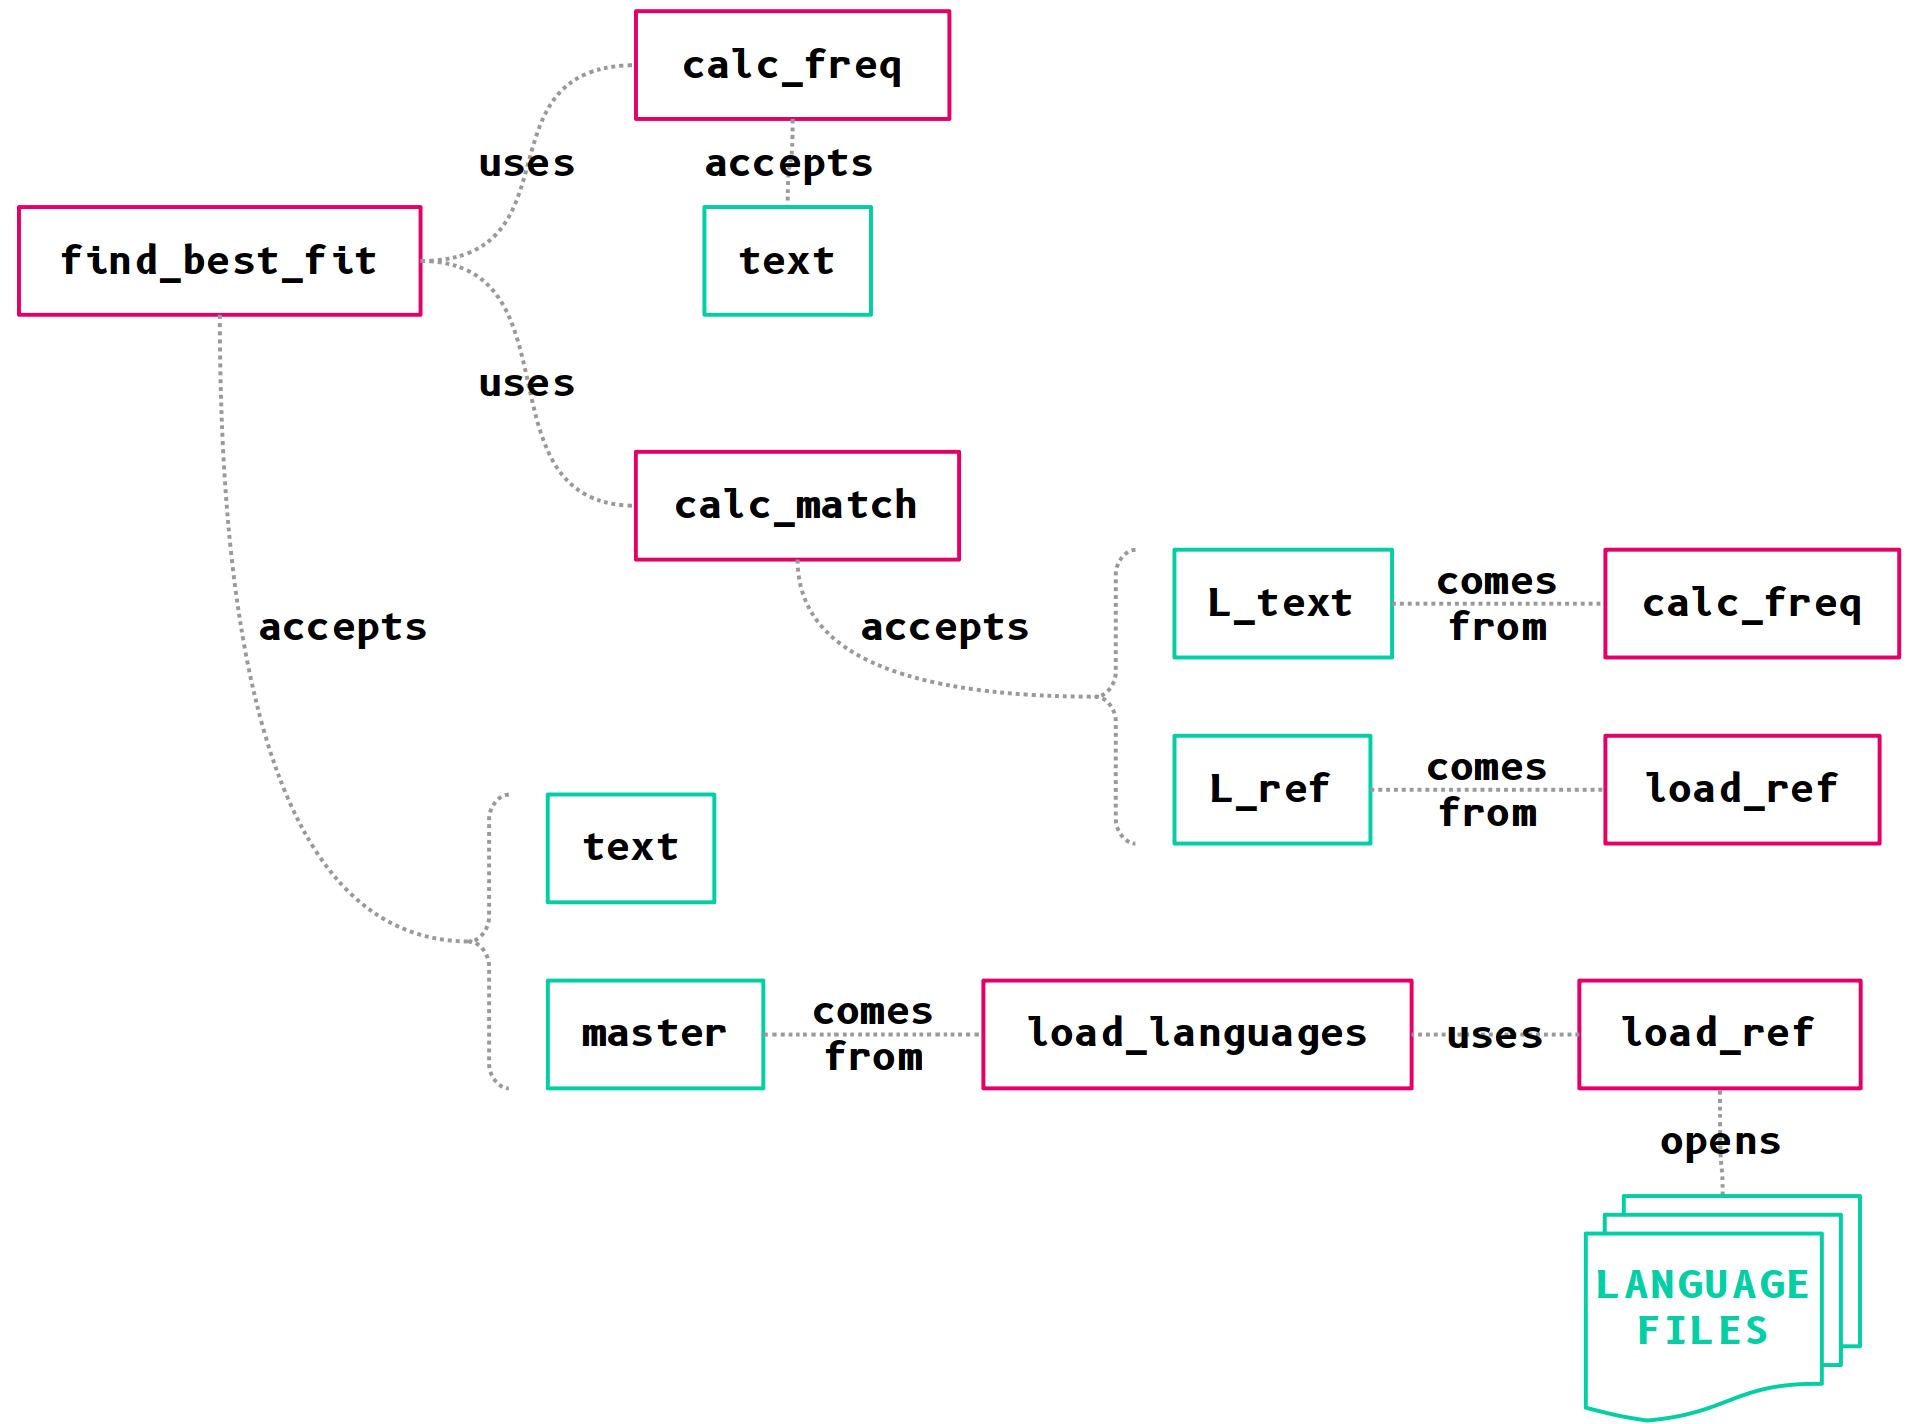 calc_freq
uses
accepts
find_best_fit
text
uses
calc_match
accepts
L_text
comes
from
calc_freq
accepts
L_ref
comes
from
load_ref
text
master
comes
from
load_languages
uses
load_ref
opens
LANGUAGE
FILES